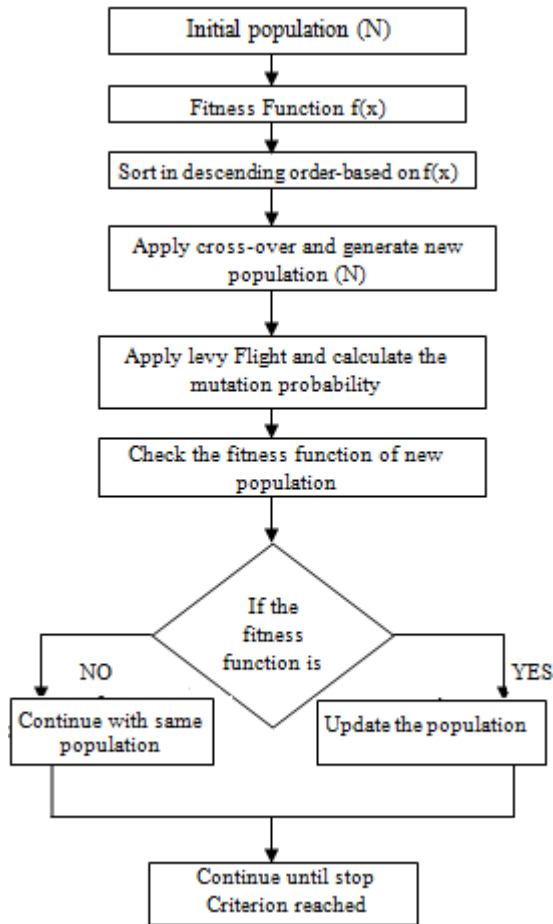 Initial population (N)
Fitness Function f(x)
Sort in descending order-based on f(x)
Apply cross-over and generate new
population (N)
Apply levy Flight and calculate the
mutation probability
Check the fitness function of new
population
If the
fitness
function is
NO
YES
Continue with same
population
Update the population
Continue until stop
Criterion reached